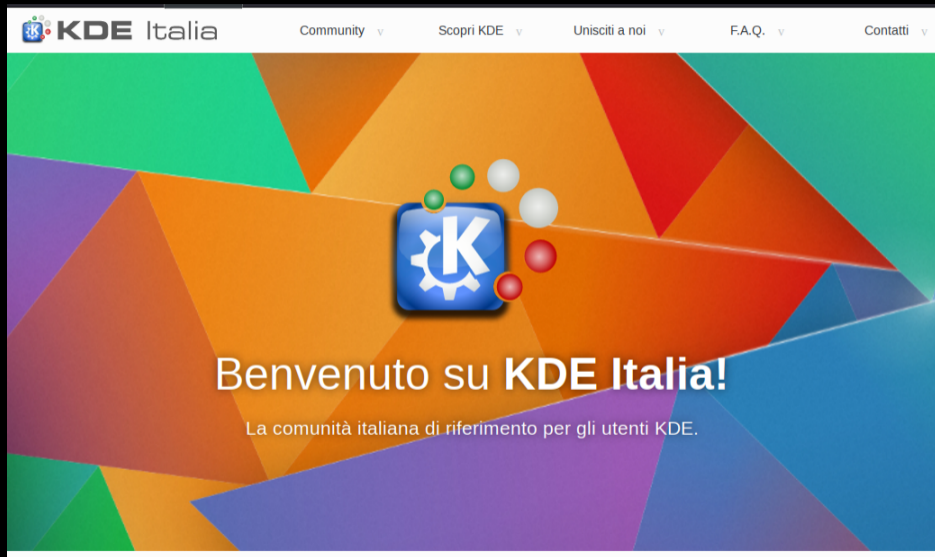 KDE Italia
Community v Scopri KDE v Unisciti a noi v F.A.Q. v Contatti v
K
Benvenuto su KDE Italia!
La comunità italiana di riferimento per gli utenti KDE.